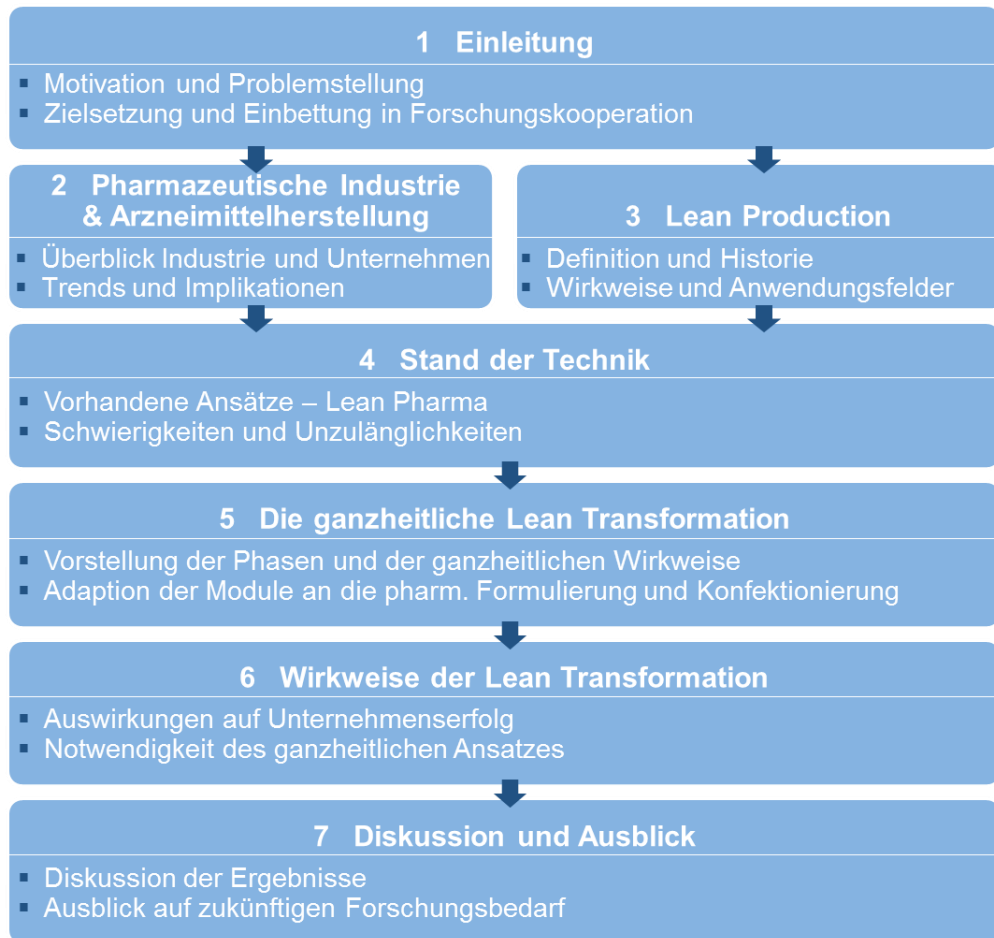 1 Einleitung
▪ Motivation und Problemstellung
▪ Zielsetzung und Einbettung in Forschungskooperation
2 Pharmazeutische Industrie
& Arzneimittelherstellung
▪ Überblick Industrie und Unternehmen
▪ Trends und Implikationen
3 Lean Production
▪ Definition und Historie
▪ Wirkweise und Anwendungsfelder
4 Stand der Technik
▪ Vorhandene Ansätze – Lean Pharma
▪ Schwierigkeiten und Unzulänglichkeiten
5 Die ganzheitliche Lean Transformation
▪ Vorstellung der Phasen und der ganzheitlichen Wirkweise
▪ Adaption der Module an die pharm. Formulierung und Konfektionierung
6 Wirkweise der Lean Transformation
▪ Auswirkungen auf Unternehmenserfolg
▪ Notwendigkeit des ganzheitlichen Ansatzes
7 Diskussion und Ausblick
▪ Diskussion der Ergebnisse
▪ Ausblick auf zukünftigen Forschungsbedarf